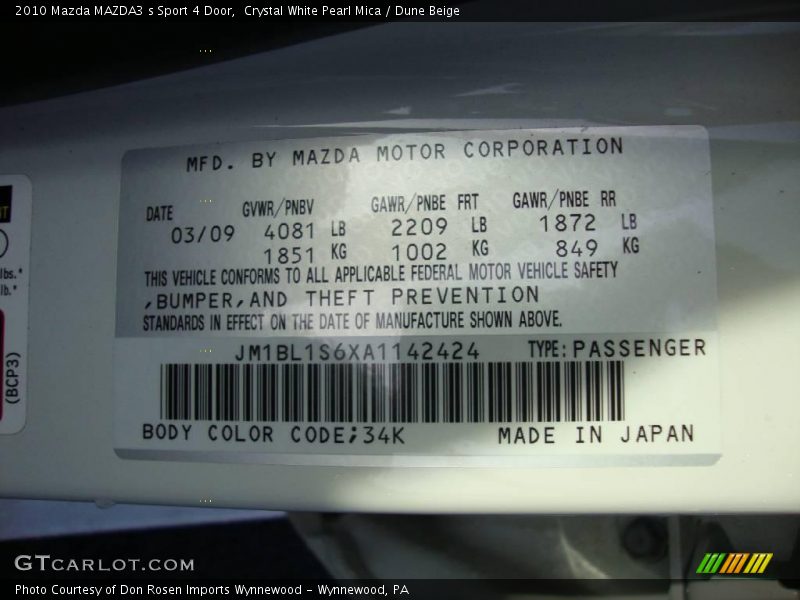 2010 Mazda MAZDA3 s Sport 4 Door, Crystal White Pearl Mica / Dune Beige
MFD. BY MAZDA MOTOR CORPORATION
DATE GVWR/PNBV GAWR/PNBE FRT GAWR/PNBE RR
03/09 4081 LB 2209 LB 1872 LB
1851 KG 1002 KG 849 KG
THIS VEHICLE CONFORMS TO ALL APPLICABLE FEDERAL MOTOR VEHICLE SAFETY
,BUMPER,AND THEFT PREVENTION
STANDARDS IN EFFECT ON THE DATE OF MANUFACTURE SHOWN ABOVE.
JM1BL1S6XA1142424 TYPE:PASSENGER
BODY COLOR CODE;34K MADE IN JAPAN
lbs.*
lb.*
(BCP3)
GTCARLOT.COM
Photo Courtesy of Don Rosen Imports Wynnewood - Wynnewood, PA